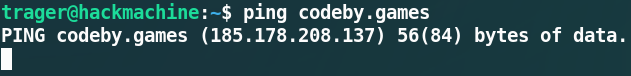 trager@hackmachine:~$ ping codeby.games
PING codeby.games (185.178.208.137) 56(84) bytes of data.